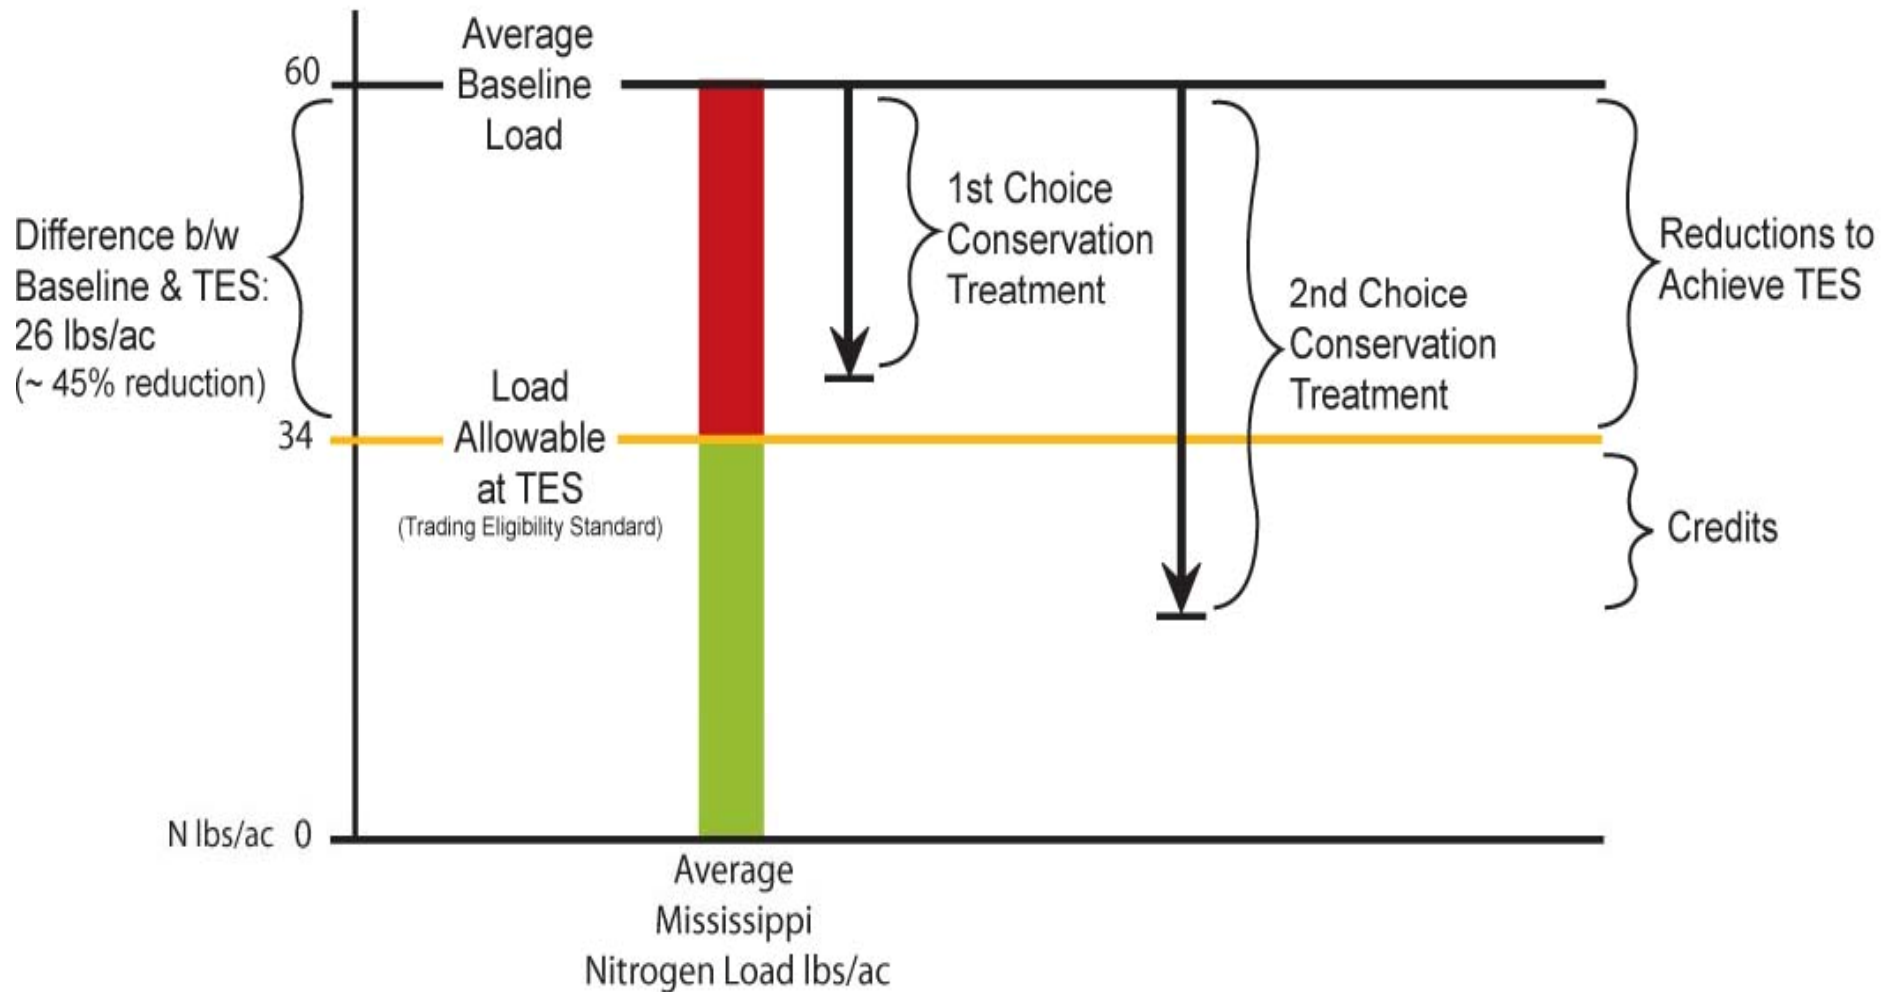 60
Average
Baseline
Load
Difference b/w
Baseline & TES:
26 lbs/ac
(~ 45% reduction)
1st Choice
Conservation
Treatment
2nd Choice
Conservation
Treatment
Reductions to
Achieve TES
34
Load
Allowable
at TES
(Trading Eligibility Standard)
Credits
N lbs/ac 0
Average
Mississippi
Nitrogen Load lbs/ac